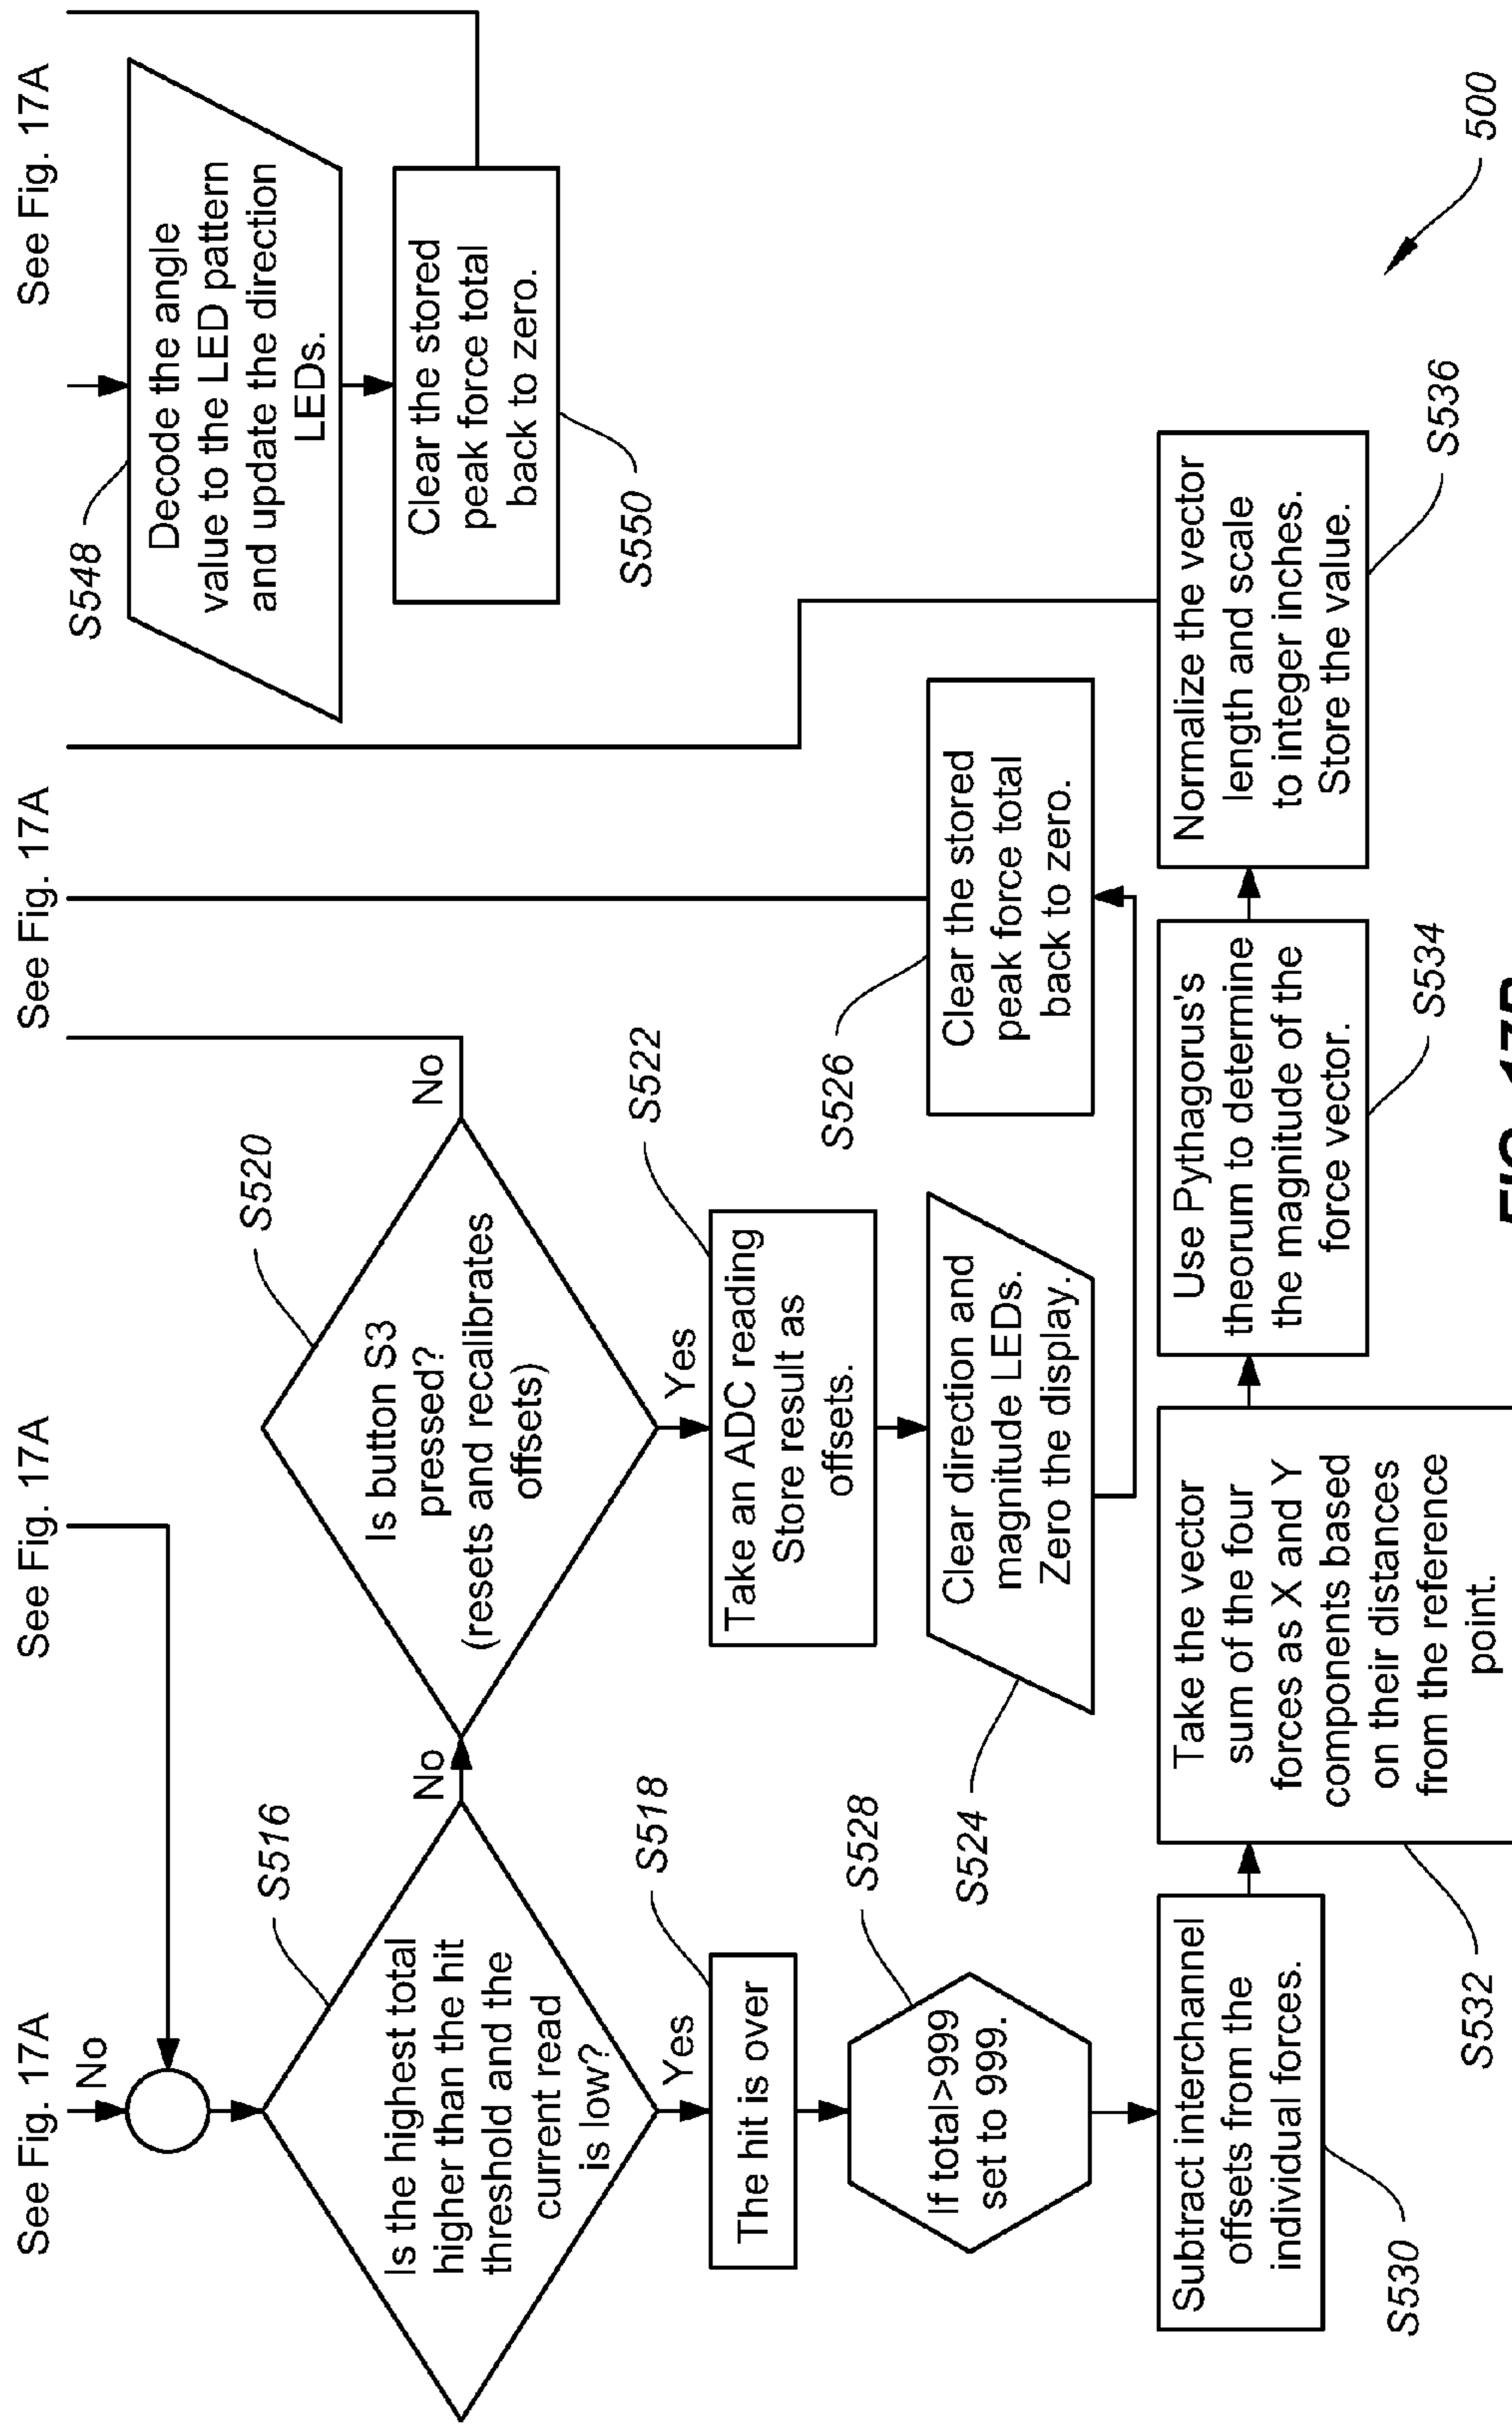 See Fig. 17A
See Fig. 17A
See Fig. 17A
See Fig. 17A
No
S516
Is the highest total
higher than the hit
threshold and the
current read
is low?
No
Yes
S520
Is button S3
pressed?
(resets and recalibrates
offsets)
No
Yes
S518
The hit is over
S528
If total>999
set to 999.
S522
Take an ADC reading
Store result as
offsets.
S524
Clear direction and
magnitude LEDs.
Zero the display.
S526
Clear the stored
peak force total
back to zero.
S548
Decode the angle
value to the LED pattern
and update the direction
LEDs.
Clear the stored
peak force total
back to zero.
S550
Subtract interchannel
offsets from the
individual forces.
S530
Take the vector
sum of the four
forces as X and Y
components based
on their distances
from the reference
point.
S532
Use Pythagorus's
theorum to determine
the magnitude of the
force vector.
S534
Normalize the vector
length and scale
to integer inches.
Store the value.
S536
500